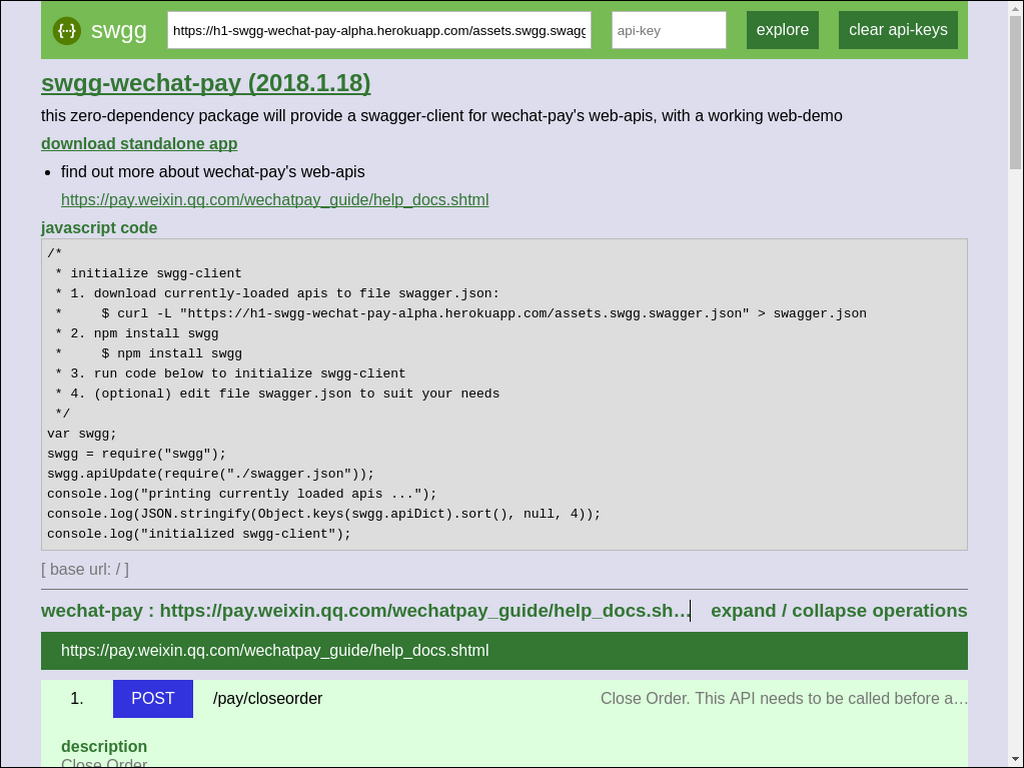 {··} swgg https://h1-swgg-wechat-pay-alpha.herokuapp.com/assets.swgg.swagg api-key explore clear api-keys
swgg-wechat-pay (2018.1.18)
this zero-dependency package will provide a swagger-client for wechat-pay's web-apis, with a working web-demo
download standalone app
• find out more about wechat-pay's web-apis
https://pay.weixin.qq.com/wechatpay_guide/help_docs.shtml
javascript code
/*
 * initialize swgg-client
 * 1. download currently-loaded apis to file swagger.json:
 *     $ curl -L "https://h1-swgg-wechat-pay-alpha.herokuapp.com/assets.swgg.swagger.json" > swagger.json
 * 2. npm install swgg
 *     $ npm install swgg
 * 3. run code below to initialize swgg-client
 * 4. (optional) edit file swagger.json to suit your needs
 */
var swgg;
swgg = require("swgg");
swgg.apiUpdate(require("./swagger.json"));
console.log("printing currently loaded apis ...");
console.log(JSON.stringify(Object.keys(swgg.apiDict).sort(), null, 4));
console.log("initialized swgg-client");
[ base url: / ]
wechat-pay : https://pay.weixin.qq.com/wechatpay_guide/help_docs.sh… expand / collapse operations
https://pay.weixin.qq.com/wechatpay_guide/help_docs.shtml
1. POST /pay/closeorder Close Order. This API needs to be called before a…
description
Close Order